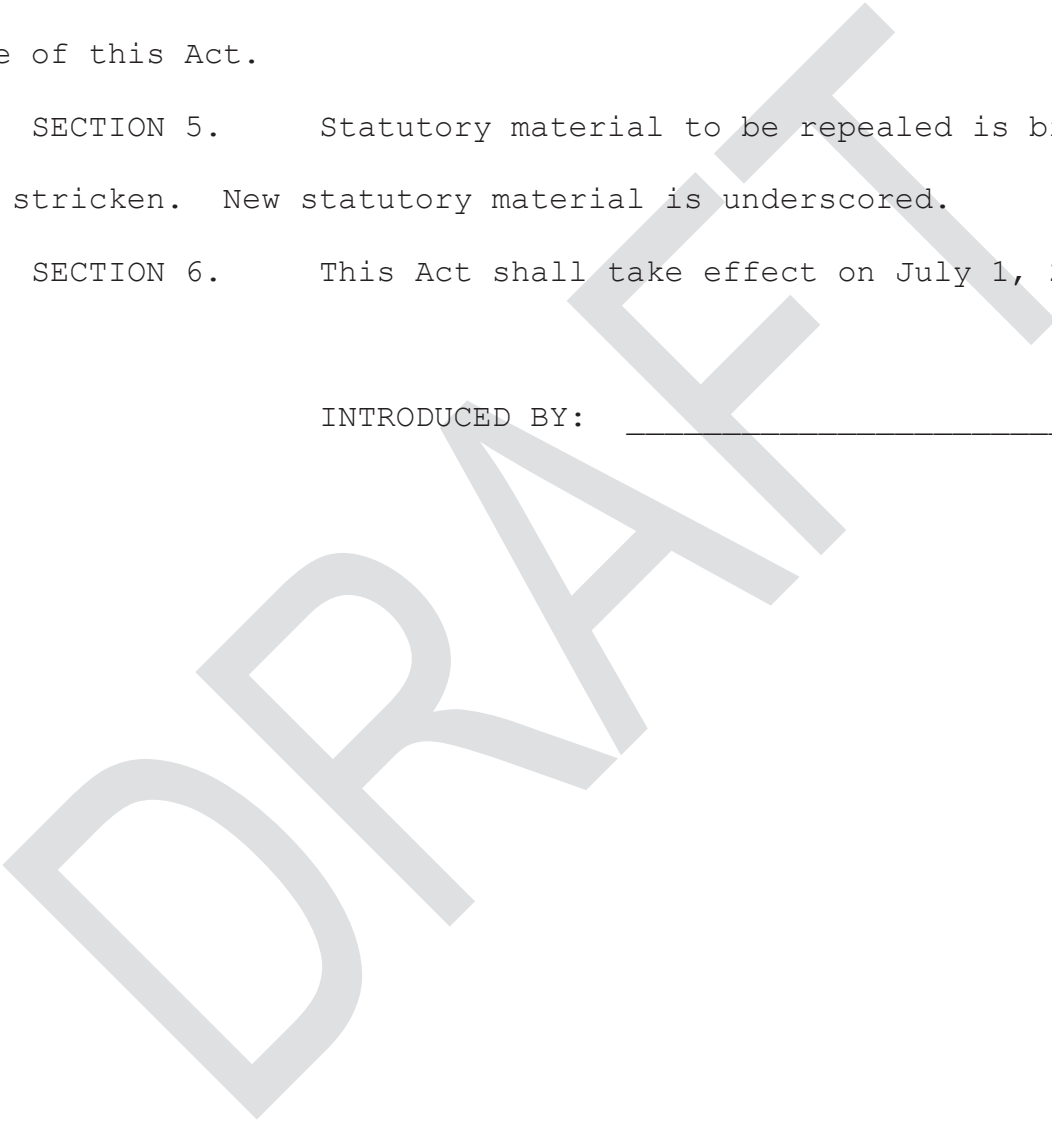 of this Act.
SECTION 5. Statutory material to be repealed is
stricken. New statutory material is underscored.
SECTION 6. This Act shall take effect on July 1,
INTRODUCED BY: ______________________
DRAFT